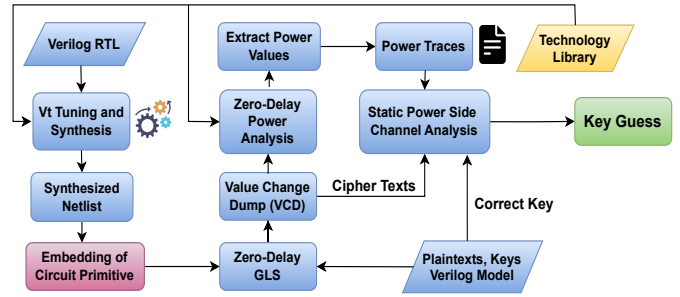 Verilog RTL
Extract Power
Values
Power Traces
Technology
Library
Vt Tuning and
Synthesis
Zero-Delay
Power
Analysis
Static Power Side
Channel Analysis
Key Guess
Synthesized
Netlist
Value Change
Dump (VCD)
Cipher Texts
Correct Key
Embedding of
Circuit Primitive
Zero-Delay
GLS
Plaintexts, Keys
Verilog Model